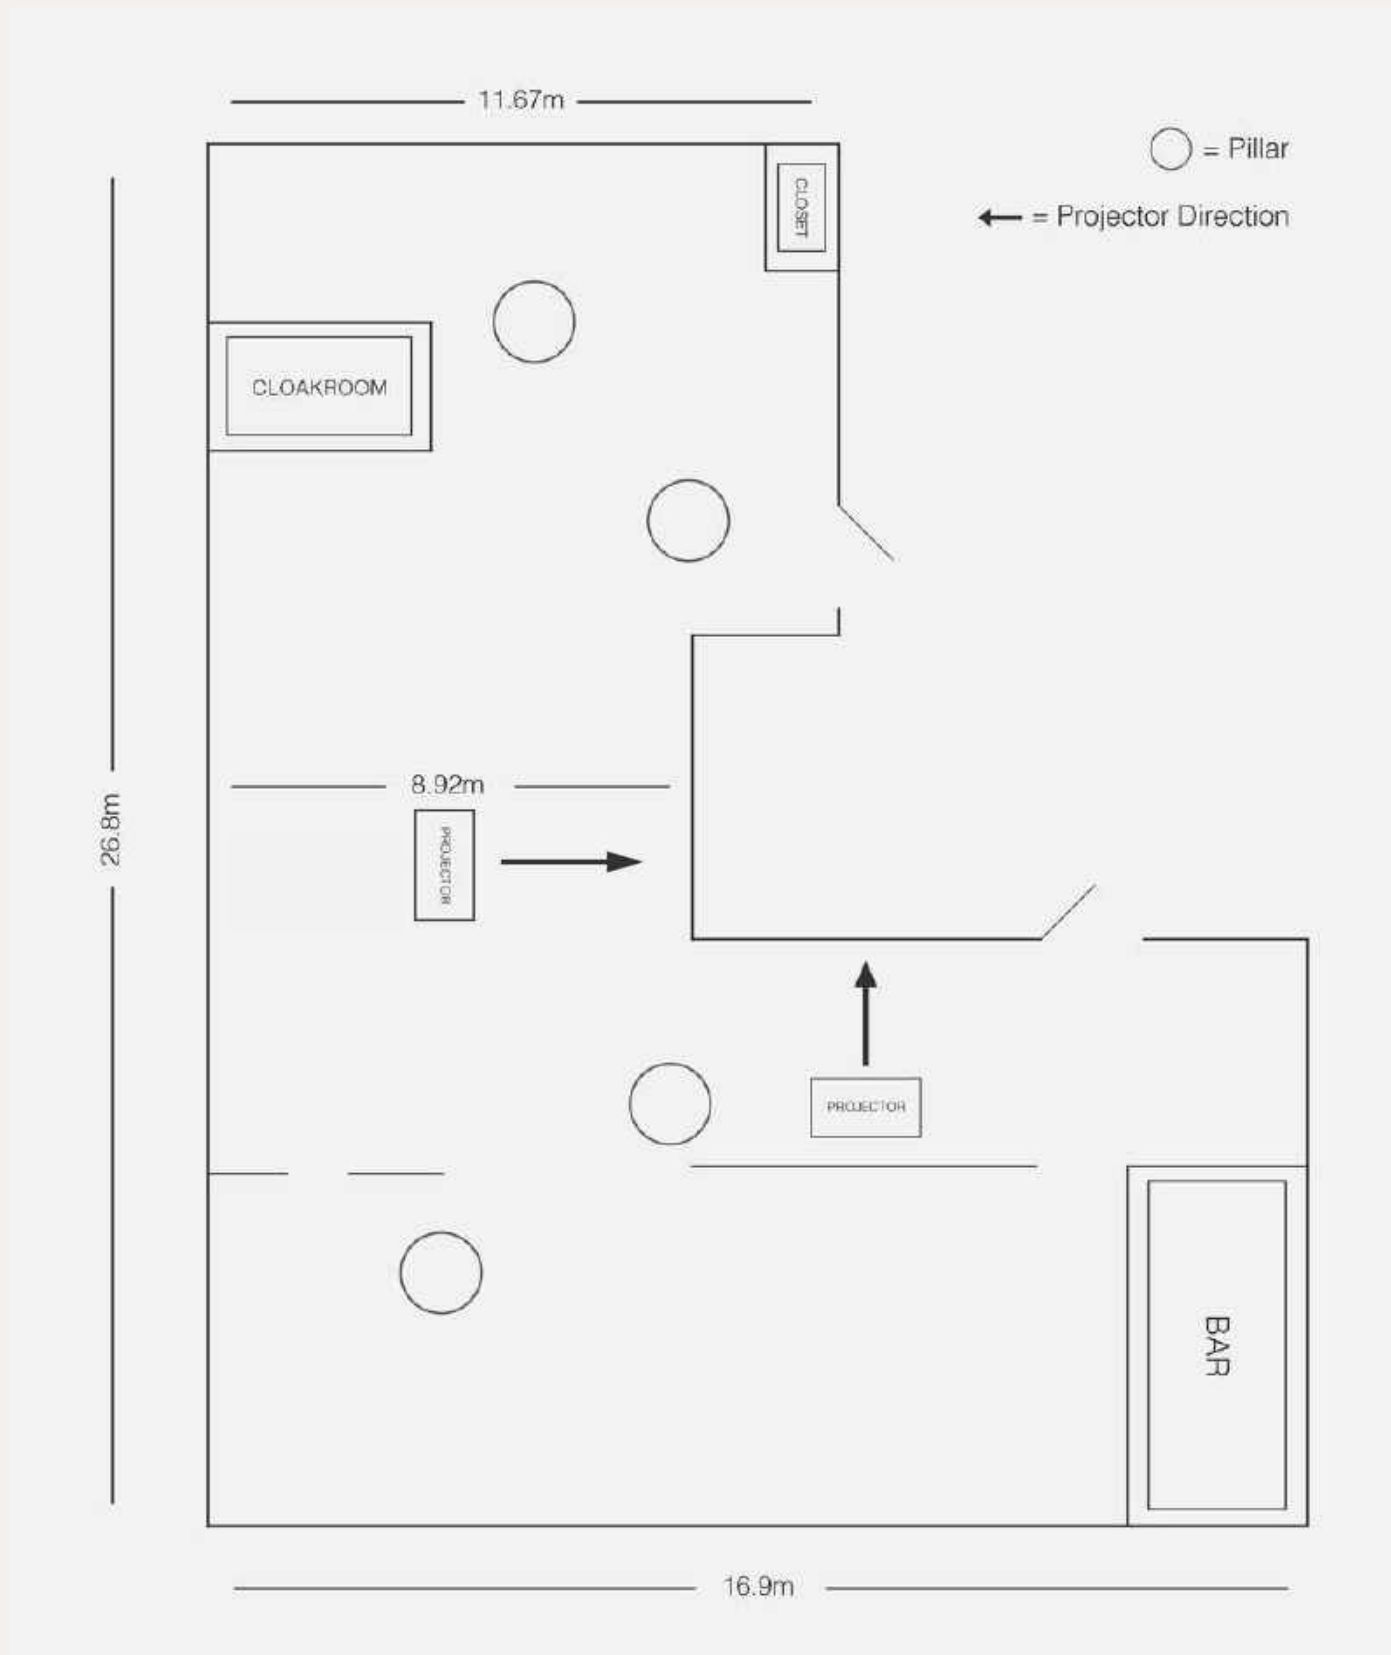 11.67m
= Pillar
= Projector Direction
CLOSET
CLOAKROOM
8.92m
26.8m
PROJECTOR
PROJECTOR
BAR
16.9m